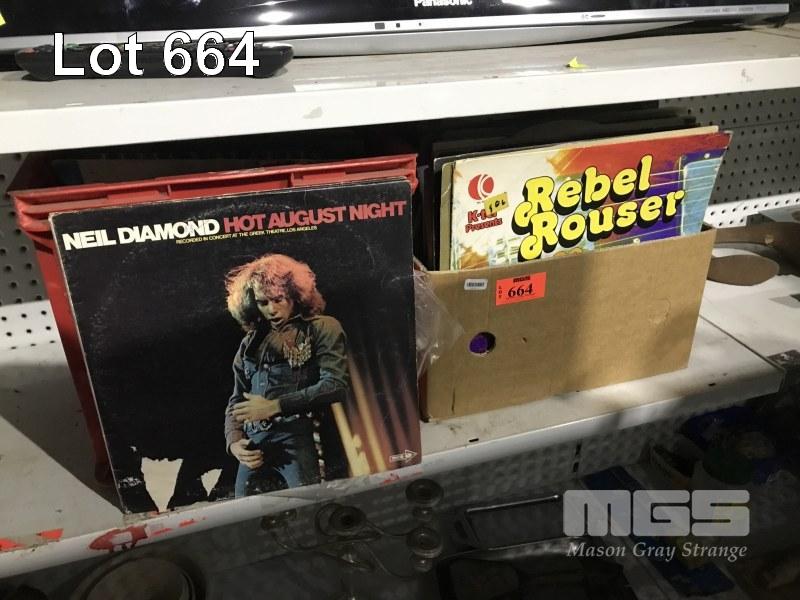 Panasonic
Lot 664
NEIL DIAMOND HOT AUGUST NIGHT
RECORDED IN CONCERT AT THE GREEK THEATRE, LOS ANGELES
Presents
Rebel
Rouser
LOT
664
MGS
Mason Gray Strange